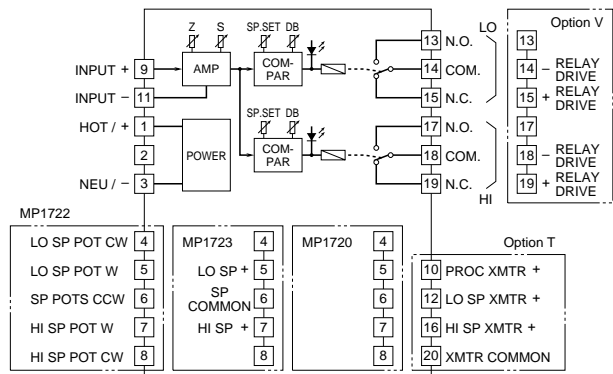 Z S SP.SET DB
LO
Option V
INPUT + 9
AMP
COM-
PAR
13 N.O.
14 COM.
15 N.C.
13
14 − RELAY
DRIVE
15 + RELAY
DRIVE
INPUT − 11
HOT / + 1
2
NEU / − 3
POWER
SP.SET DB
COM-
PAR
17 N.O.
18 COM.
19 N.C.
HI
17
18 − RELAY
DRIVE
19 + RELAY
DRIVE
MP1722
LO SP POT CW 4
LO SP POT W 5
SP POTS CCW 6
HI SP POT W 7
HI SP POT CW 8
MP1723 4
LO SP + 5
SP
COMMON 6
HI SP + 7
8
MP1720 4
5
6
7
8
Option T
10 PROC XMTR +
12 LO SP XMTR +
16 HI SP XMTR +
20 XMTR COMMON